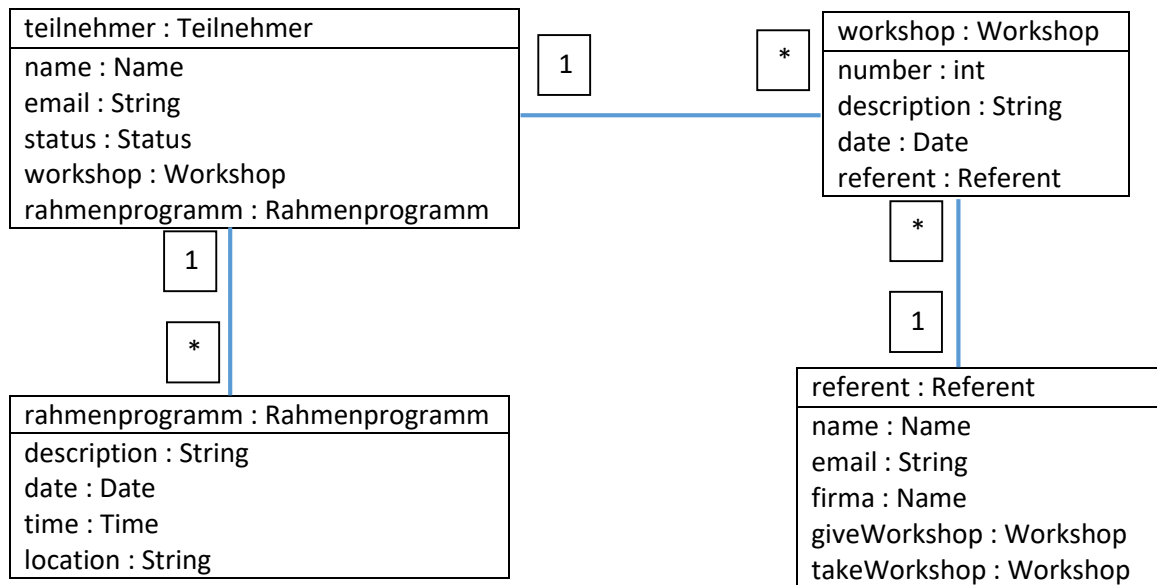 teilnehmer : Teilnehmer
name : Name
email : String
status : Status
workshop : Workshop
rahmenprogramm : Rahmenprogramm
1
*
workshop : Workshop
number : int
description : String
date : Date
referent : Referent
1
*
*
1
rahmenprogramm : Rahmenprogramm
description : String
date : Date
time : Time
location : String
referent : Referent
name : Name
email : String
firma : Name
giveWorkshop : Workshop
takeWorkshop : Workshop